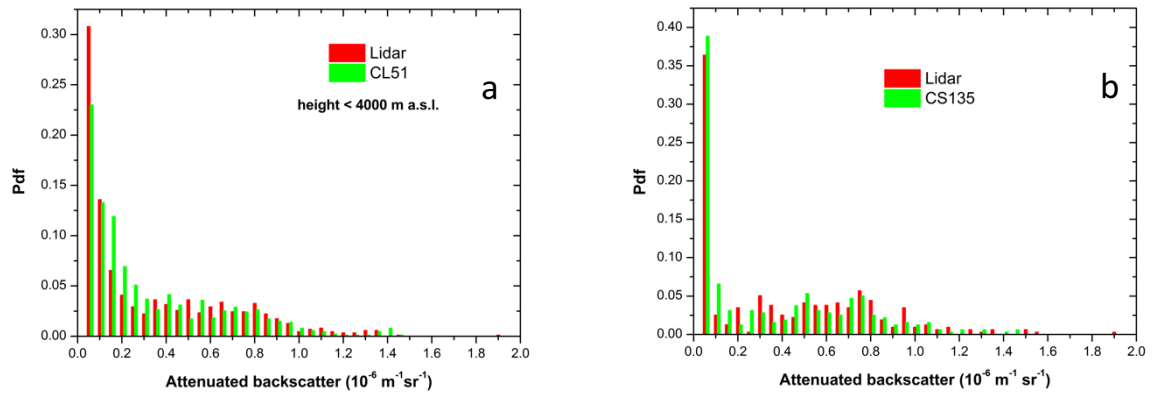 a
Lidar
CL51
height < 4000 m a.s.l.
Pdf
0.30
0.25
0.20
0.15
0.10
0.05
0.00
0.0 0.2 0.4 0.6 0.8 1.0 1.2 1.4 1.6 1.8 2.0
Attenuated backscatter (10⁻⁶ m⁻¹sr⁻¹)
b
Lidar
CS135
Pdf
0.40
0.35
0.30
0.25
0.20
0.15
0.10
0.05
0.00
0.0 0.2 0.4 0.6 0.8 1.0 1.2 1.4 1.6 1.8 2.0
Attenuated backscatter (10⁻⁶ m⁻¹sr⁻¹)